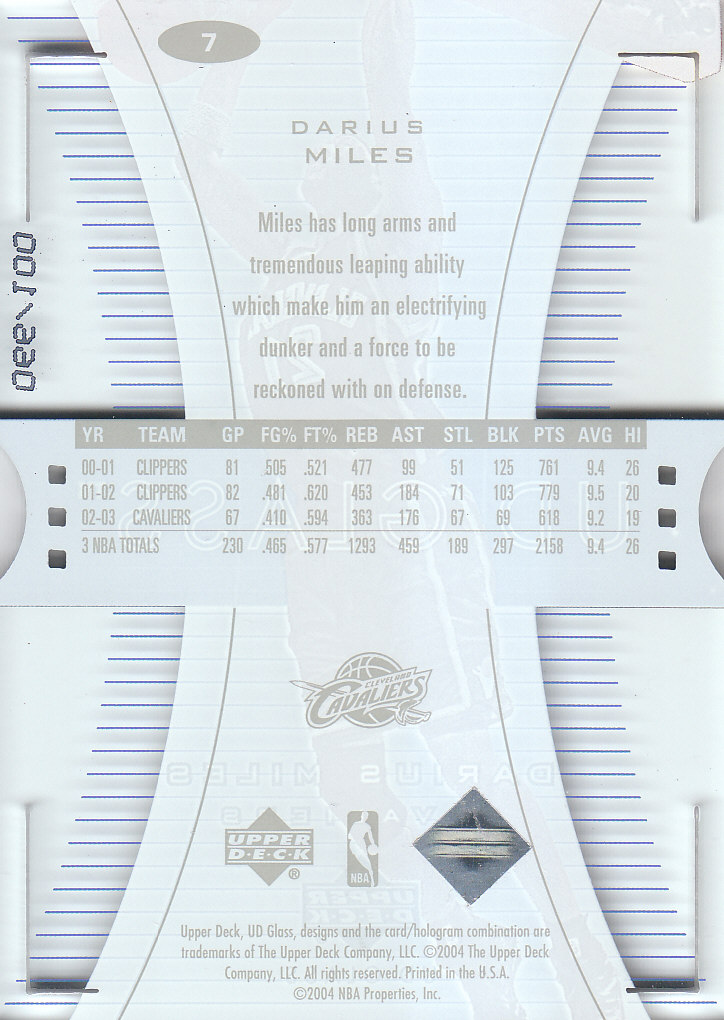 7
DARIUS
MILES
Miles has long arms and
tremendous leaping ability
which make him an electrifying
dunker and a force to be
reckoned with on defense.
YR TEAM GP FG% FT% REB AST STL BLK PTS AVG HI
00-01 CLIPPERS 81 .505 .521 477 99 51 125 761 9.4 26
01-02 CLIPPERS 82 .481 .620 453 184 71 103 779 9.5 20
02-03 CAVALIERS 67 .410 .594 363 176 67 69 618 9.2 19
3 NBA TOTALS 230 .465 .577 1293 459 189 297 2158 9.4 26
UD GLASS
CLEVELAND
CAVALIERS
DARIUS MILES
UPPER
D·E·C·K
®
NBA
UPPER
DECK
Upper Deck, UD Glass, designs and the card/hologram combination are
trademarks of The Upper Deck Company, LLC. ©2004 The Upper Deck
Company, LLC. All rights reserved. Printed in the U.S.A.
©2004 NBA Properties, Inc.